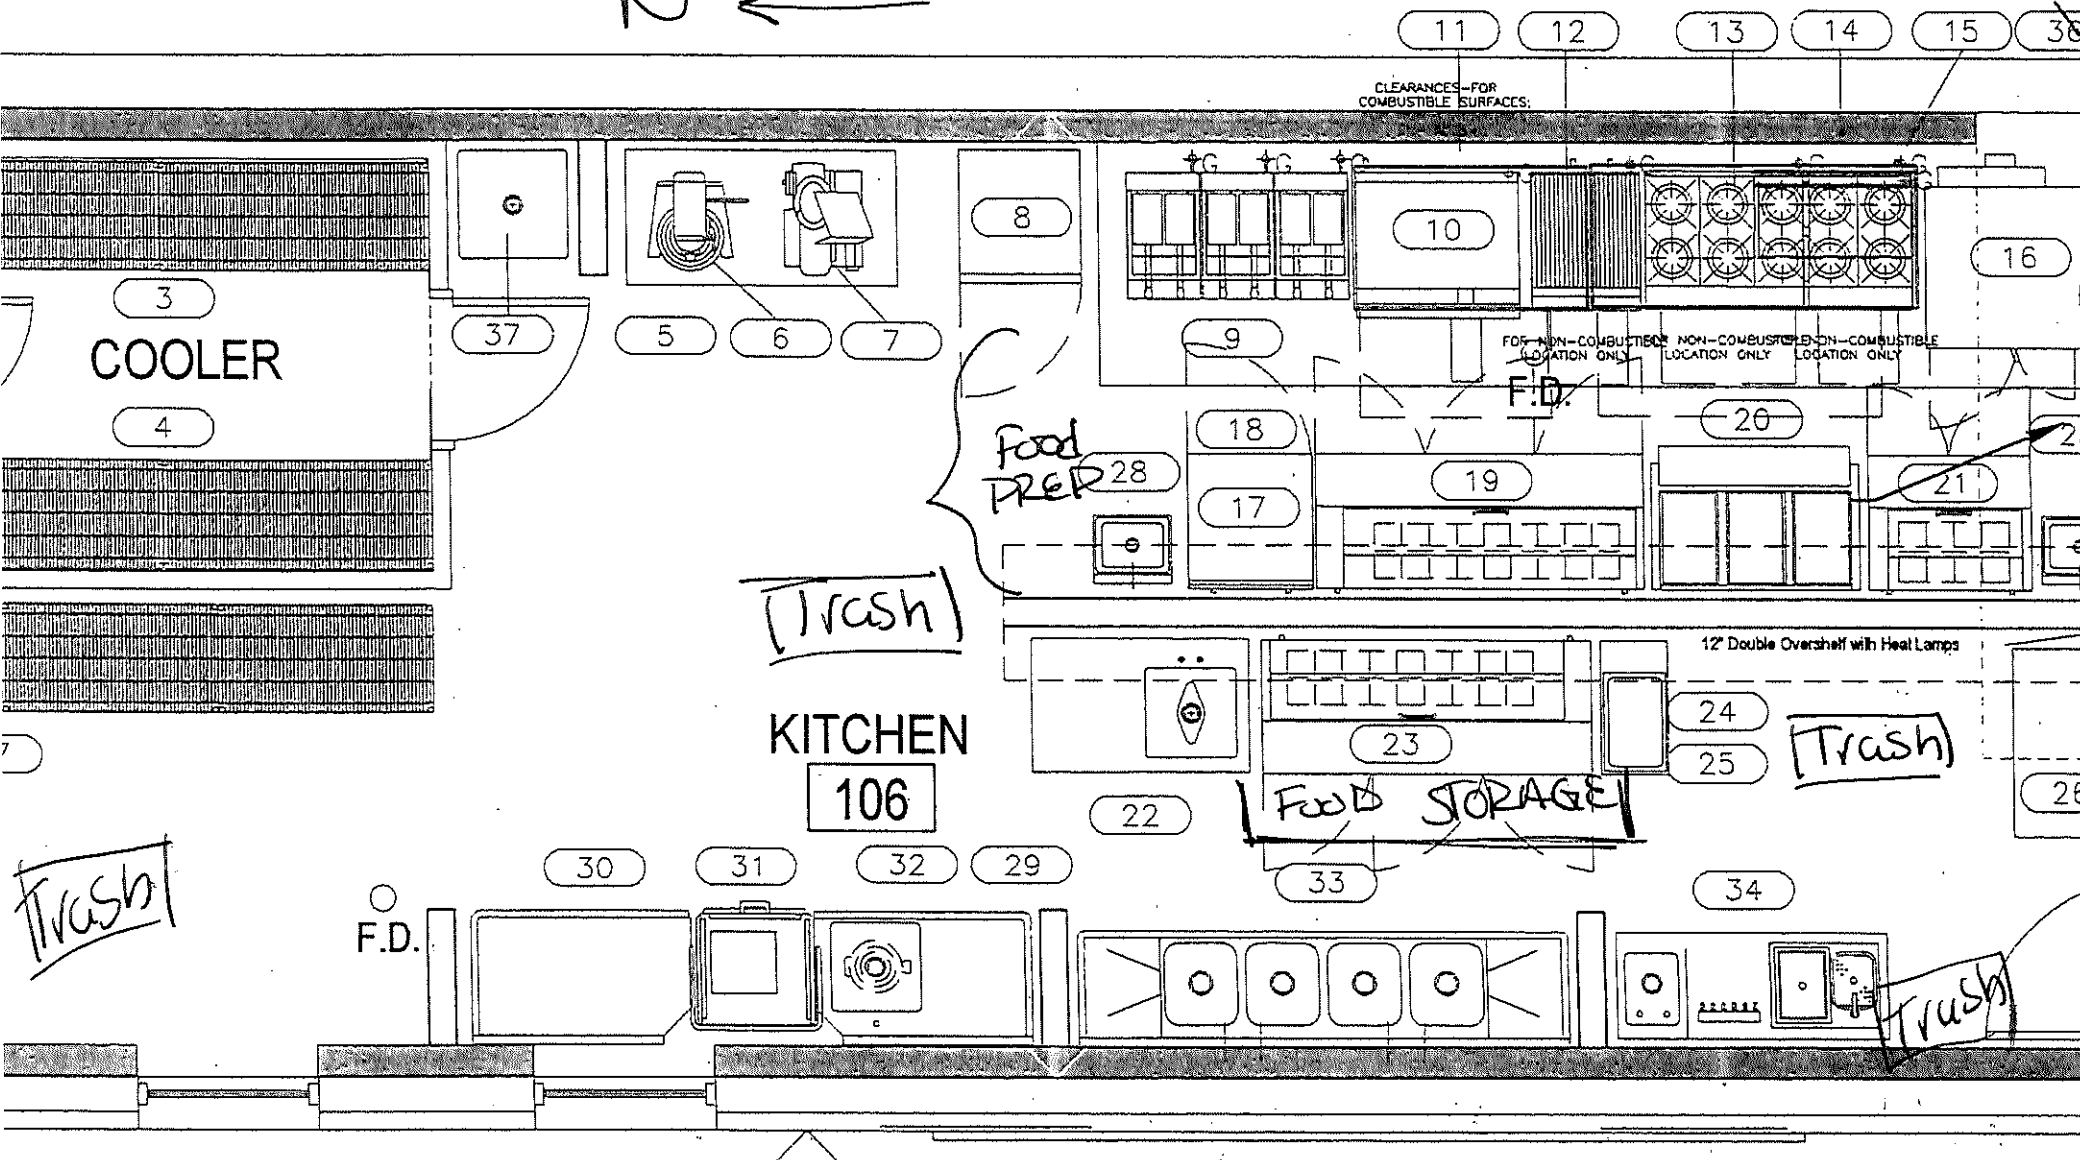 N
11 12 13 14 15 36
CLEARANCES-FOR
COMBUSTIBLE SURFACES;
G G G G G G
8 10 16
3 37 5 6 7 9
COOLER
FOR NON-COMBUSTIBLE NON-COMBUSTIBLE NON-COMBUSTIBLE
LOCATION ONLY LOCATION ONLY LOCATION ONLY
F.D.
4 18 20
Food
PREP
28 19 21
17
Trash
12" Double Overshelf with Heat Lamps
KITCHEN
106
23 24
25
Trash
7
22
FOOD STORAGE
26
30 31 32 29 33 34
Trash
F.D.
Trash